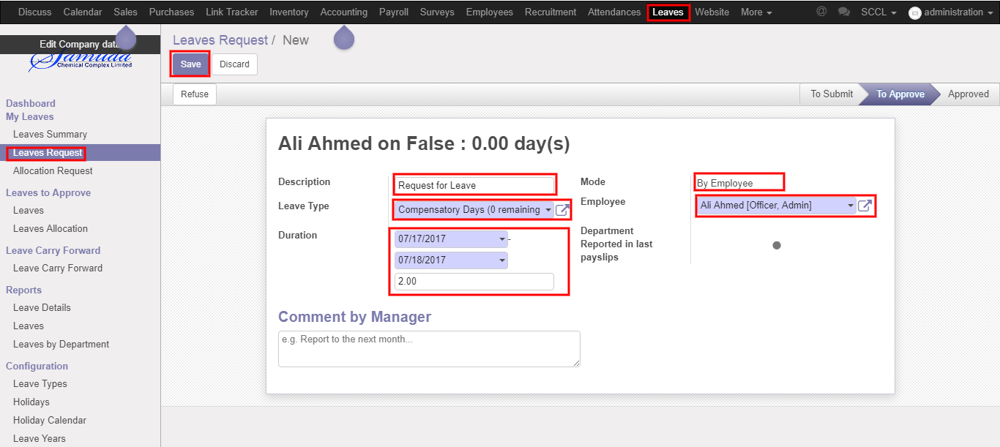 Discuss Calendar Sales Purchases Link Tracker Inventory Accounting Payroll Surveys Employees Recruitment Attendances Leaves Website More @ SCCL administration
Edit Company data
Samuda
Chemical Complex Limited
Leaves Request / New
Save Discard
Refuse To Submit To Approve Approved
Dashboard
My Leaves
Leaves Summary
Leaves Request
Allocation Request
Leaves to Approve
Leaves
Leaves Allocation
Leave Carry Forward
Leave Carry Forward
Reports
Leave Details
Leaves
Leaves by Department
Configuration
Leave Types
Holidays
Holiday Calendar
Leave Years
Ali Ahmed on False : 0.00 day(s)
Description Request for Leave
Leave Type Compensatory Days (0 remaining
Duration 07/17/2017 -
07/18/2017
2.00
Mode By Employee
Employee Ali Ahmed [Officer, Admin]
Department
Reported in last
payslips
Comment by Manager
e.g. Report to the next month...